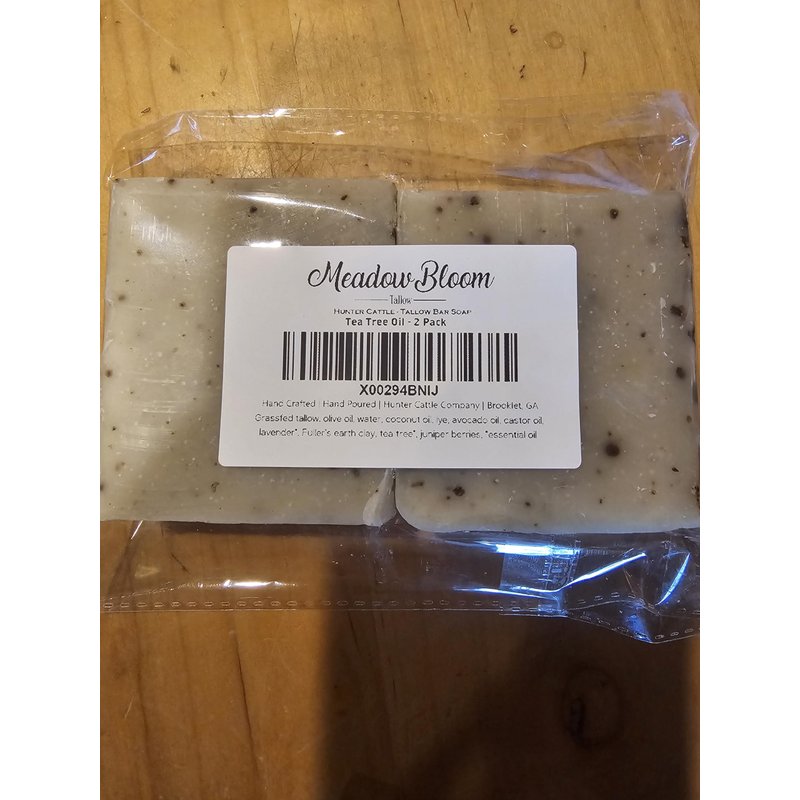 Meadow Bloom
Tallow
HUNTER CATTLE - TALLOW BAR SOAP
Tea Tree Oil - 2 Pack
X00294BNIJ
Hand Crafted | Hand Poured | Hunter Cattle Company | Brooklet, GA
Grassfed tallow, olive oil, water, coconut oil, lye, avocado oil, castor oil,
lavender*, Fuller's earth clay, tea tree*, juniper berries, *essential oil